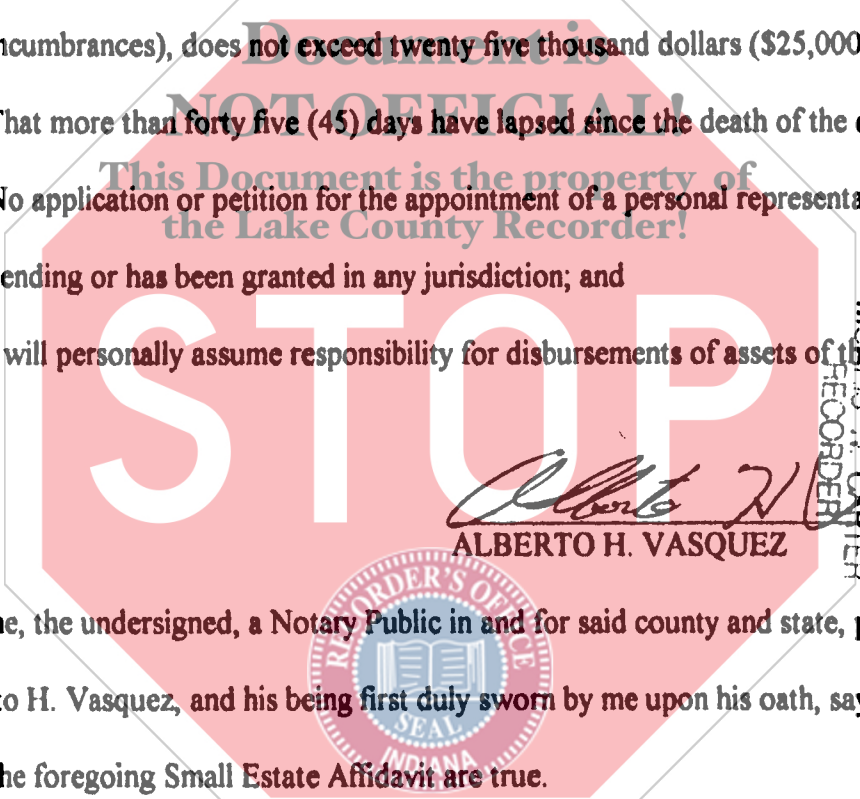 ncumbrances), does not exceed twenty five thousand dollars ($25,000
Document is
hat more than forty five (45) days have lapsed since the death of the
NOT OFFICIAL!
This Document is the property of
No application or petition for the appointment of a personal representa
the Lake County Recorder!
ending or has been granted in any jurisdiction; and
will personally assume responsibility for disbursements of assets of th
STOP
RECORDER
Alberto H
ALBERTO H. VASQUEZ
RECORDER'S OFFICE
e, the undersigned, a Notary Public in and for said county and state,
o H. Vasquez, and his being first duly sworn by me upon his oath, say
SEAL
INDIANA
he foregoing Small Estate Affidavit are true.